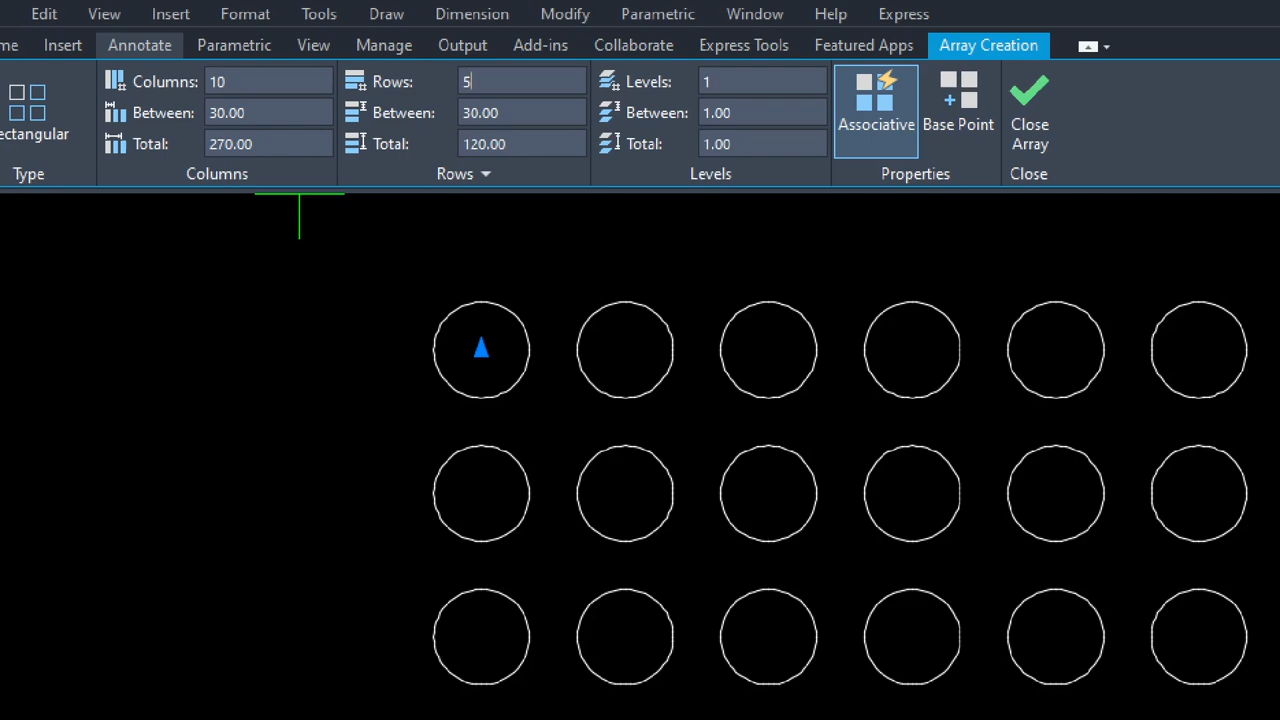 Edit View Insert Format Tools Draw Dimension Modify Parametric Window Help Express
me Insert Annotate Parametric View Manage Output Add-ins Collaborate Express Tools Featured Apps Array Creation
Columns: 10 Rows: 5 Levels: 1
Between: 30.00 Between: 30.00 Between: 1.00
Total: 270.00 Total: 120.00 Total: 1.00
ectangular Associative Base Point Close Array
Type Columns Rows Levels Properties Close